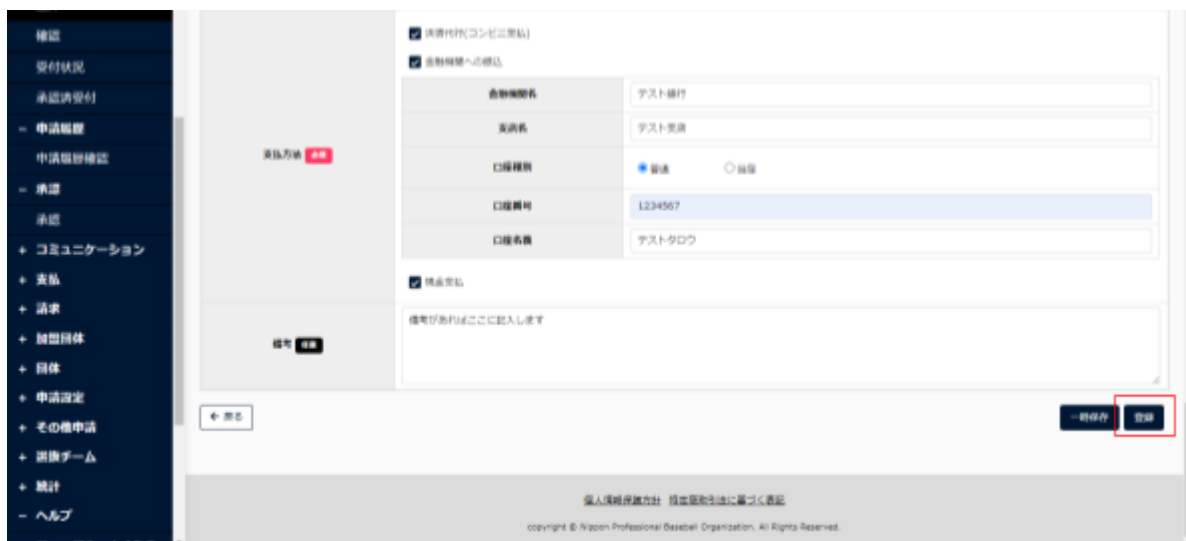 確認
受付状況
承認済受付
− 申請履歴
申請履歴確認
− 承認
承認
+ コミュニケーション
+ 支払
+ 請求
+ 加盟団体
+ 団体
+ 申請設定
+ その他申請
+ 選抜チーム
+ 統計
− ヘルプ
決済代行(コンビニ支払)
金融機関への振込
支払方法 必須
金融機関名 テスト銀行
支店名 テスト支店
口座種別 普通 当座
口座番号 1234567
口座名義 テストタロウ
現金支払
備考 任意
備考があればここに記入します
← 戻る
一時保存 登録
個人情報保護方針 特定商取引法に基づく表記
copyright © Nippon Professional Baseball Organization. All Rights Reserved.